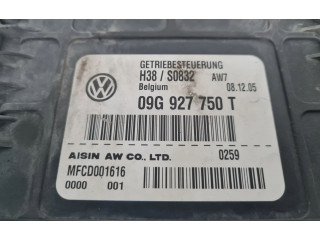 GETRIEBESTEUERUNG
H38 / S0832 AW7
Belgium 08.12.05
09G 927 750 T
AISIN AW CO., LTD. 0259
MFCD001616
0000 001